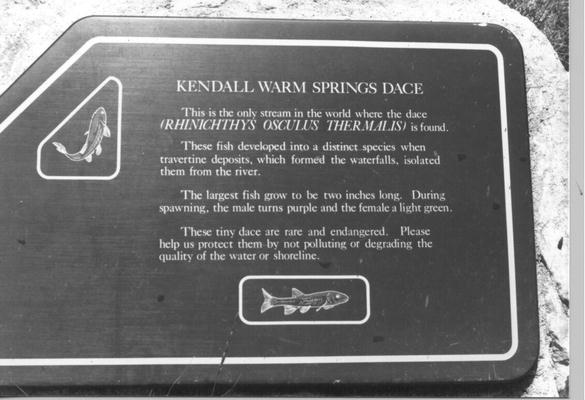 KENDALL WARM SPRINGS DACE
This is the only stream in the world where the dace
(RHINICHTHYS OSCULUS THERMALIS) is found.
These fish developed into a distinct species when
travertine deposits, which formed the waterfalls, isolated
them from the river.
The largest fish grow to be two inches long. During
spawning, the male turns purple and the female a light green.
These tiny dace are rare and endangered. Please
help us protect them by not polluting or degrading the
quality of the water or shoreline.